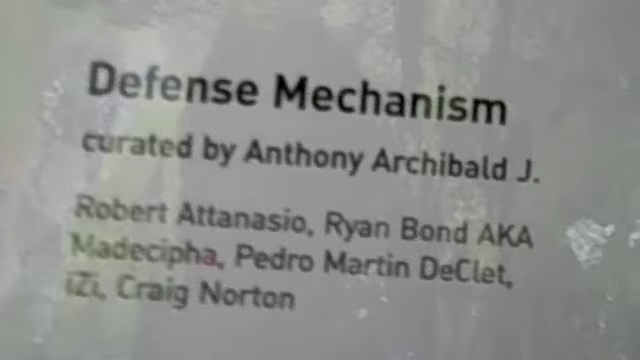 Defense Mechanism
curated by Anthony Archibald J.
Robert Attanasio, Ryan Bond AKA
Madecipha, Pedro Martin DeClet,
iZi, Craig Norton